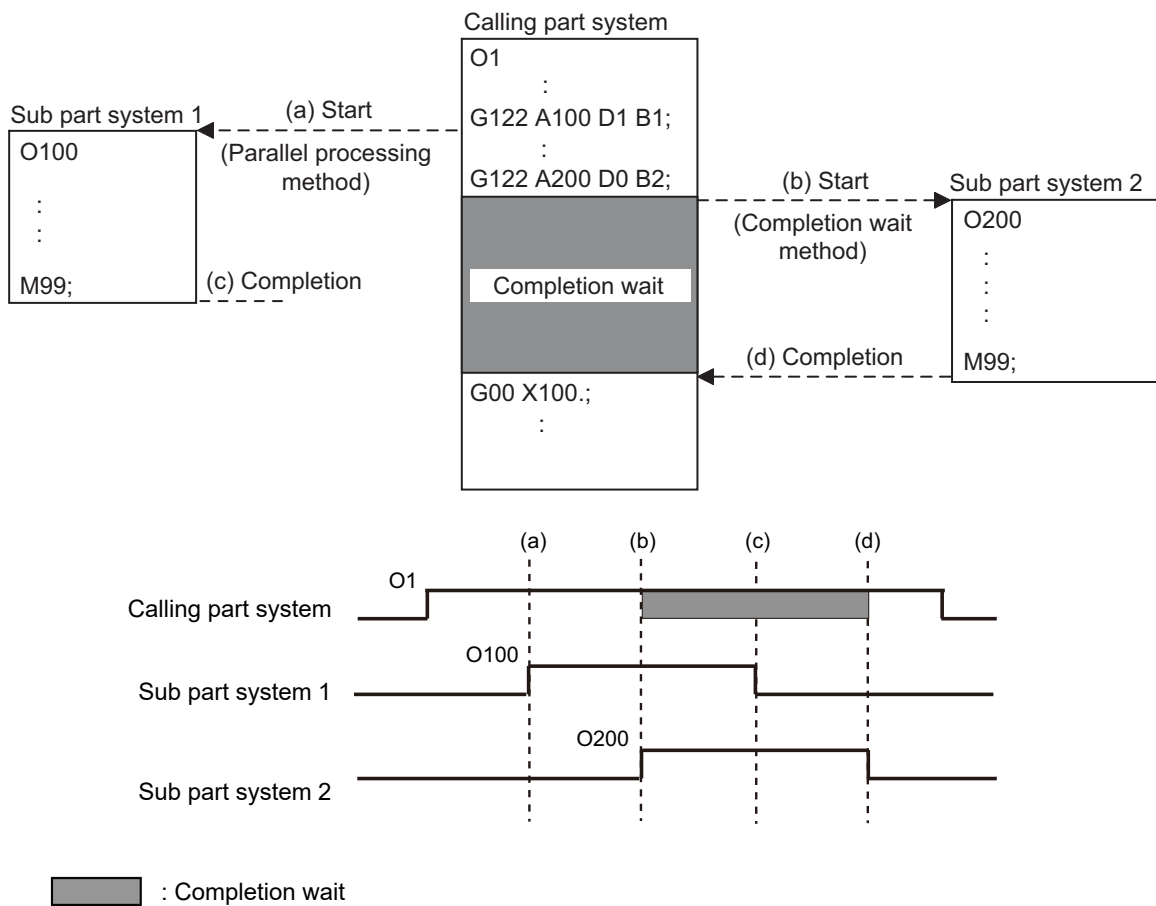 Calling part system
O1
:
G122 A100 D1 B1;
:
G122 A200 D0 B2;
Completion wait
G00 X100.;
:
Sub part system 1
O100
:
:
M99;
(a) Start
(Parallel processing
method)
(c) Completion
(b) Start
(Completion wait
method)
(d) Completion
Sub part system 2
O200
:
:
:
M99;
(a)
(b)
(c)
(d)
O1
Calling part system
O100
Sub part system 1
O200
Sub part system 2
: Completion wait